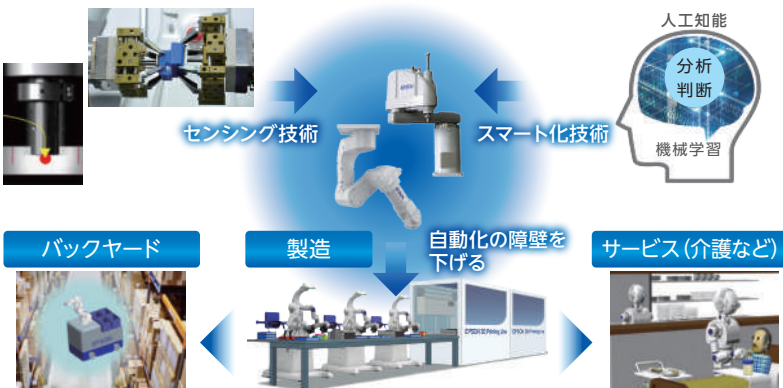 人工知能
分析
判断
機械学習
センシング技術
スマート化技術
EPSON
バックヤード
製造
自動化の障壁を
下げる
サービス（介護など）